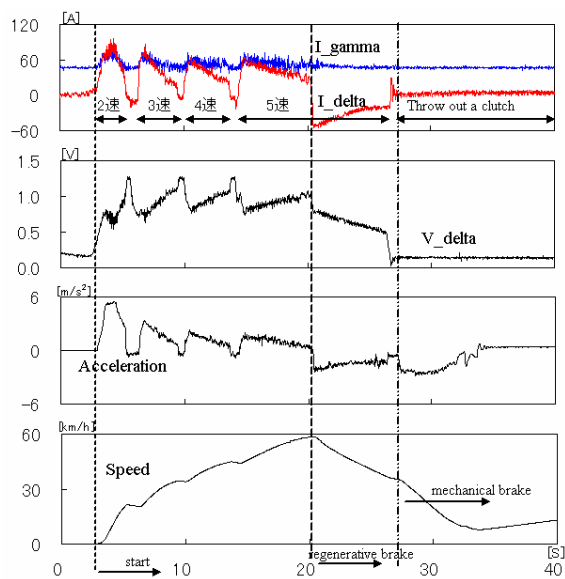 [A]
120
I_gamma
60
0
2速 3速 4速 5速 I_delta Throw out a clutch
-60
[V]
1.5
1.0
0.5
V_delta
0.0
[m/s²]
6
0
Acceleration
-6
[km/h]
60
Speed
30
mechanical brake
0
start regenerative brake [S]
0 10 20 30 40